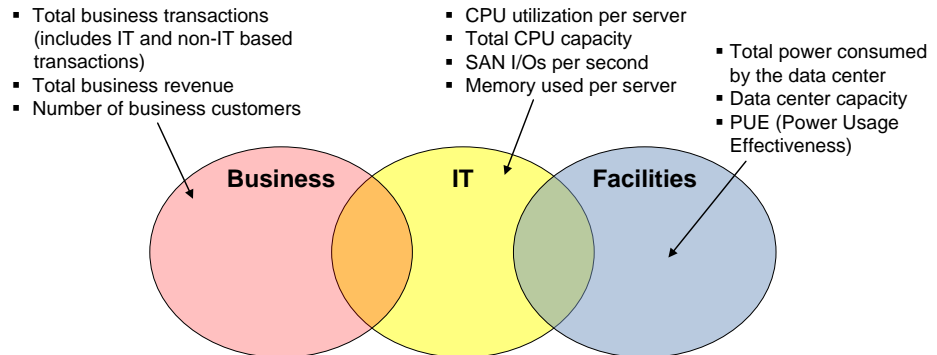 ▪ Total business transactions
(includes IT and non-IT based
transactions)
▪ Total business revenue
▪ Number of business customers
▪ CPU utilization per server
▪ Total CPU capacity
▪ SAN I/Os per second
▪ Memory used per server
▪ Total power consumed
by the data center
▪ Data center capacity
▪ PUE (Power Usage
Effectiveness)
Business
IT
Facilities